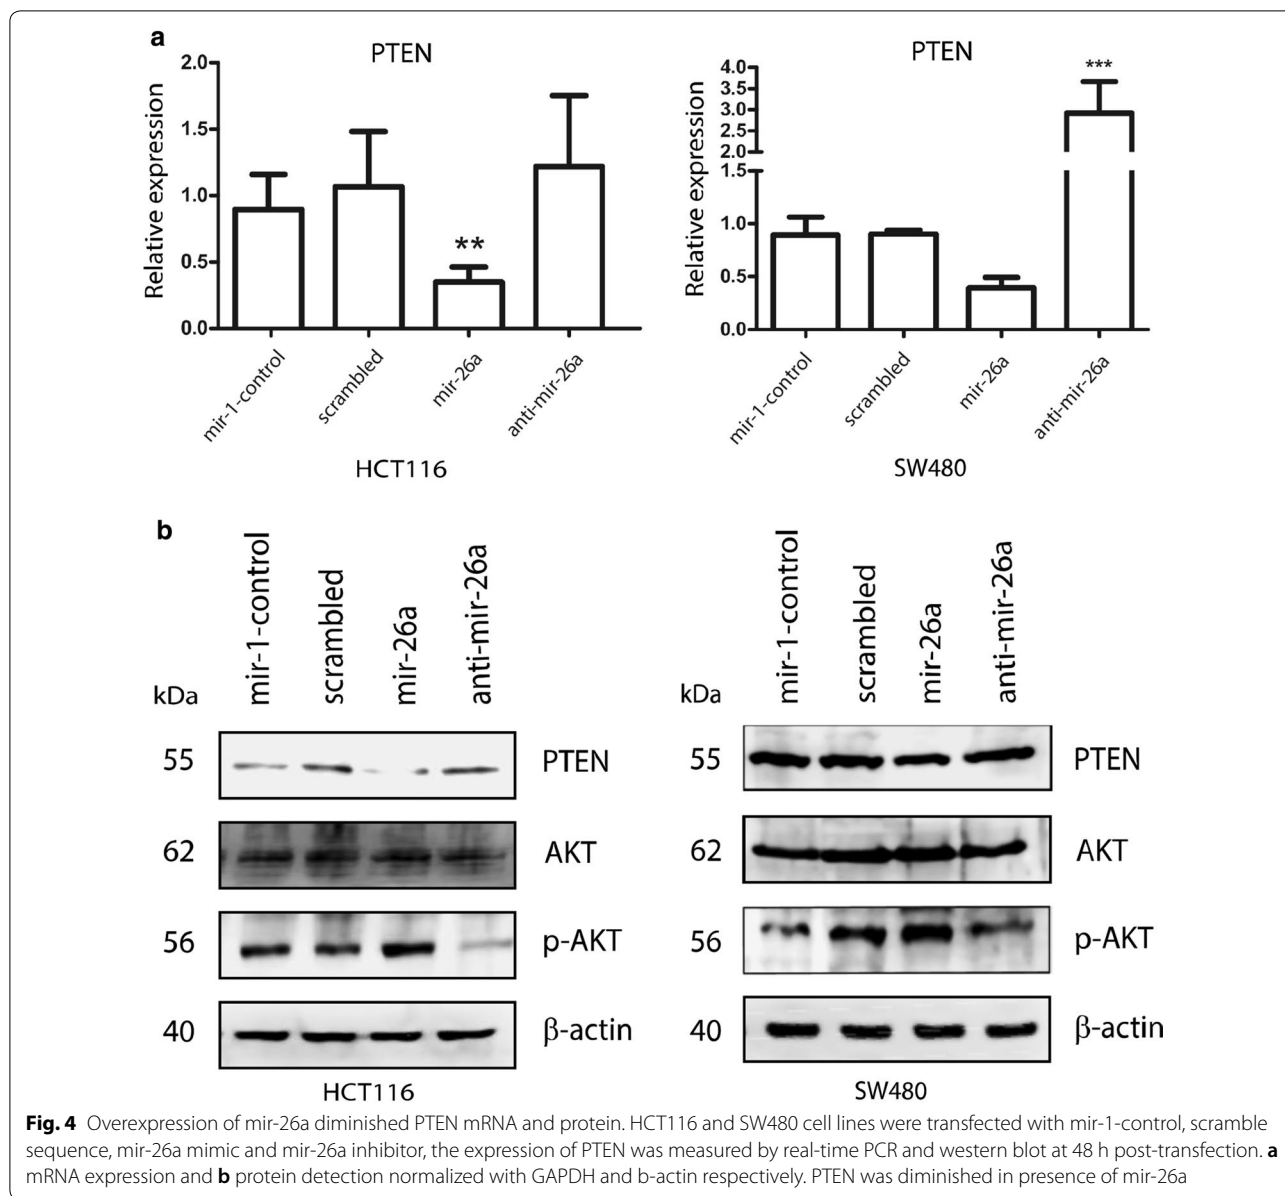 a
PTEN
Relative expression
2.0
1.5
1.0
0.5
0.0
**
mir-1-control
scrambled
mir-26a
anti-mir-26a
HCT116
PTEN
Relative expression
4.0
3.5
3.0
2.5
2.0
1.5
1.0
0.5
0.0
***
mir-1-control
scrambled
mir-26a
anti-mir-26a
SW480
b
kDa
mir-1-control
scrambled
mir-26a
anti-mir-26a
55 PTEN
62 AKT
56 p-AKT
40 β-actin
HCT116
kDa
mir-1-control
scrambled
mir-26a
anti-mir-26a
55 PTEN
62 AKT
56 p-AKT
40 β-actin
SW480
Fig. 4 Overexpression of mir-26a diminished PTEN mRNA and protein. HCT116 and SW480 cell lines were transfected with mir-1-control, scramble
sequence, mir-26a mimic and mir-26a inhibitor, the expression of PTEN was measured by real-time PCR and western blot at 48 h post-transfection. a
mRNA expression and b protein detection normalized with GAPDH and b-actin respectively. PTEN was diminished in presence of mir-26a